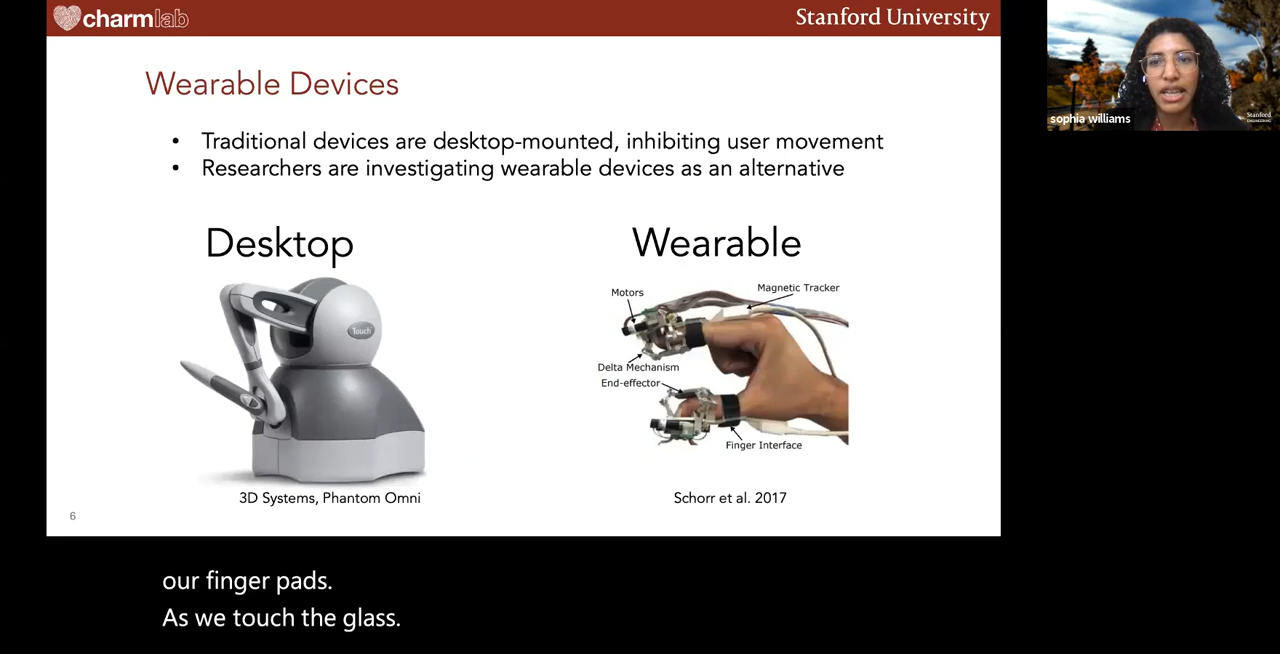 charmlab
Stanford University
Wearable Devices
• Traditional devices are desktop-mounted, inhibiting user movement
• Researchers are investigating wearable devices as an alternative
Desktop
Wearable
Touch
Motors
Magnetic Tracker
Delta Mechanism
End-effector
Finger Interface
3D Systems, Phantom Omni
Schorr et al. 2017
6
sophia williams
Stanford
ENGINEERING
our finger pads.
As we touch the glass.